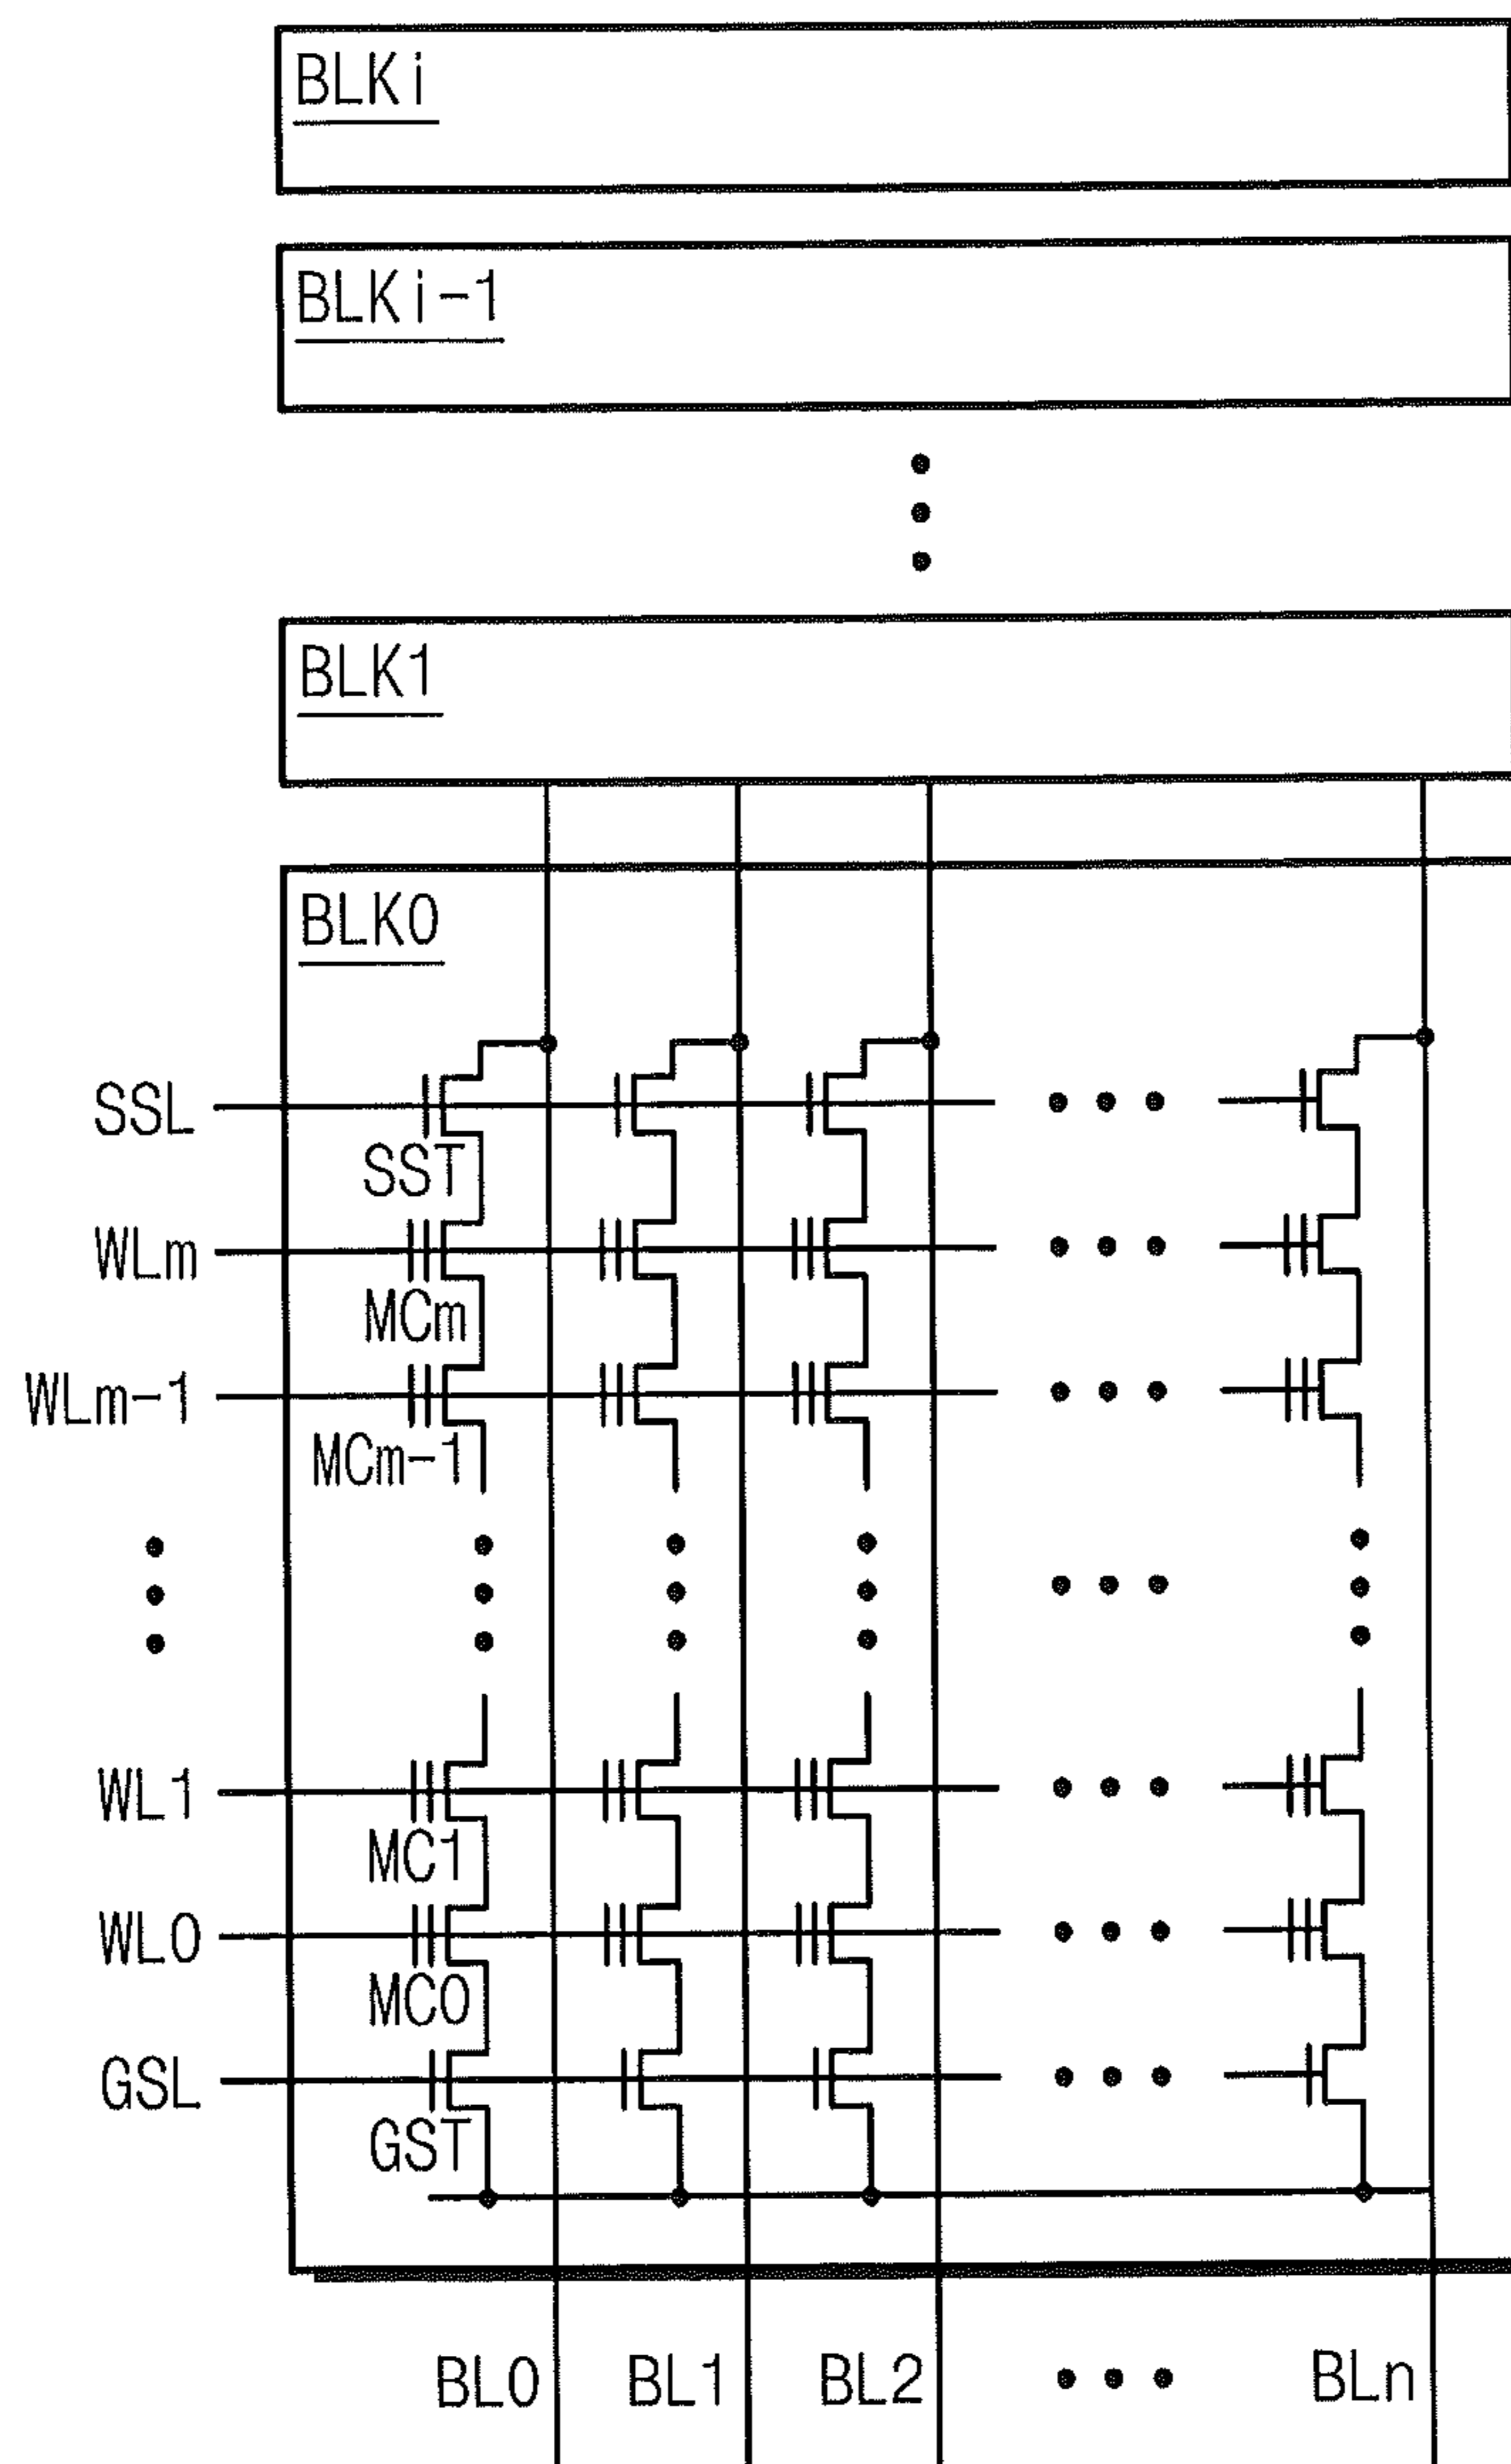 BLKi
BLKi-1
BLK1
BLK0
SSL
SST
WLm
MCm
WLm-1
MCm-1
WL1
MC1
WL0
MC0
GSL
GST
BL0 BL1 BL2 BLn